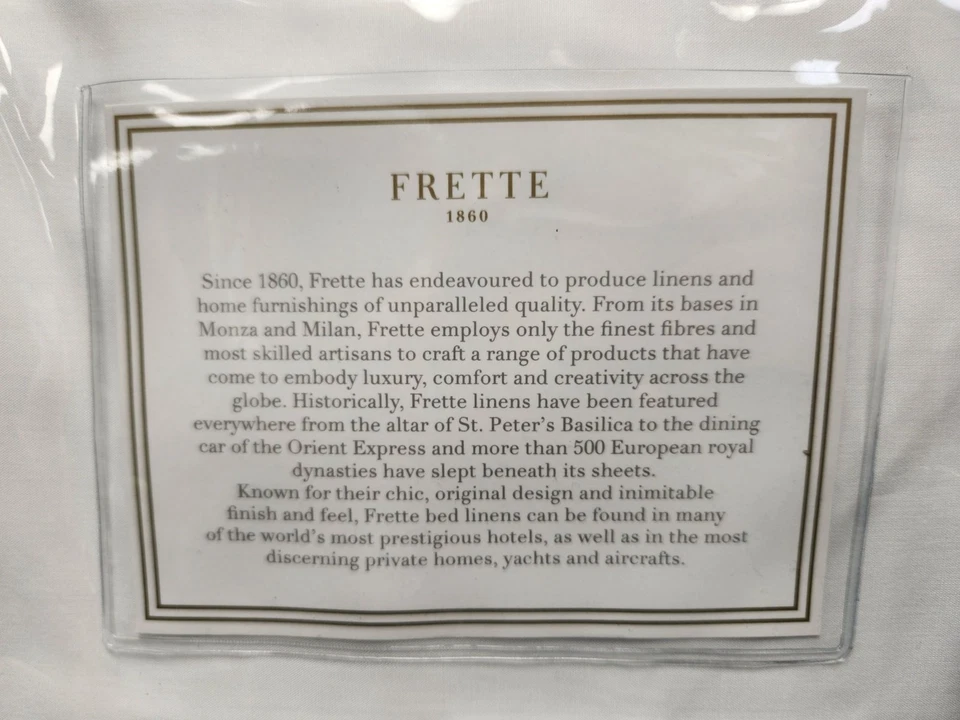 FRETTE
1860
Since 1860, Frette has endeavoured to produce linens and
home furnishings of unparalleled quality. From its bases in
Monza and Milan, Frette employs only the finest fibres and
most skilled artisans to craft a range of products that have
come to embody luxury, comfort and creativity across the
globe. Historically, Frette linens have been featured
everywhere from the altar of St. Peter's Basilica to the dining
car of the Orient Express and more than 500 European royal
dynasties have slept beneath its sheets.
Known for their chic, original design and inimitable
finish and feel, Frette bed linens can be found in many
of the world's most prestigious hotels, as well as in the most
discerning private homes, yachts and aircrafts.